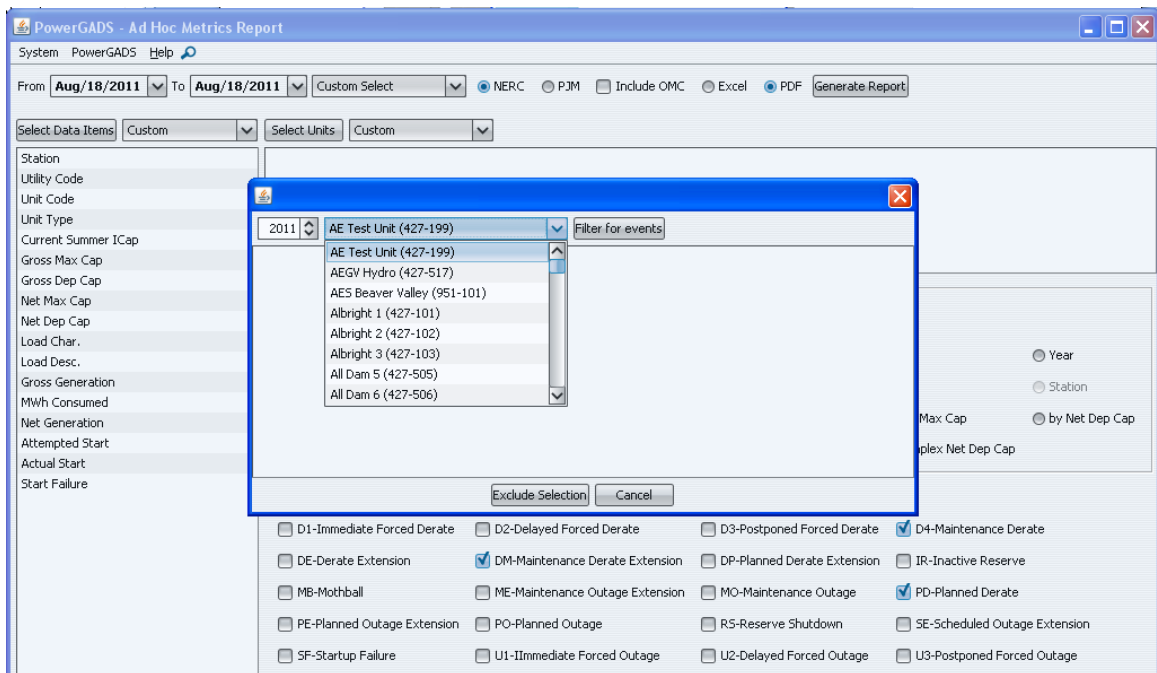 PowerGADS - Ad Hoc Metrics Report
System PowerGADS Help
From Aug/18/2011 To Aug/18/2011 Custom Select NERC PJM Include OMC Excel PDF Generate Report
Select Data Items Custom Select Units Custom
Station
Utility Code
Unit Code
Unit Type
Current Summer ICap
Gross Max Cap
Gross Dep Cap
Net Max Cap
Net Dep Cap
Load Char.
Load Desc.
Gross Generation
MWh Consumed
Net Generation
Attempted Start
Actual Start
Start Failure
2011 AE Test Unit (427-199) Filter for events
AE Test Unit (427-199)
AEGV Hydro (427-517)
AES Beaver Valley (951-101)
Albright 1 (427-101)
Albright 2 (427-102)
Albright 3 (427-103)
All Dam 5 (427-505)
All Dam 6 (427-506)
Exclude Selection Cancel
Year
Station
Max Cap by Net Dep Cap
plex Net Dep Cap
D1-Immediate Forced Derate D2-Delayed Forced Derate D3-Postponed Forced Derate D4-Maintenance Derate
DE-Derate Extension DM-Maintenance Derate Extension DP-Planned Derate Extension IR-Inactive Reserve
MB-Mothball ME-Maintenance Outage Extension MO-Maintenance Outage PD-Planned Derate
PE-Planned Outage Extension PO-Planned Outage RS-Reserve Shutdown SE-Scheduled Outage Extension
SF-Startup Failure U1-IImmediate Forced Outage U2-Delayed Forced Outage U3-Postponed Forced Outage